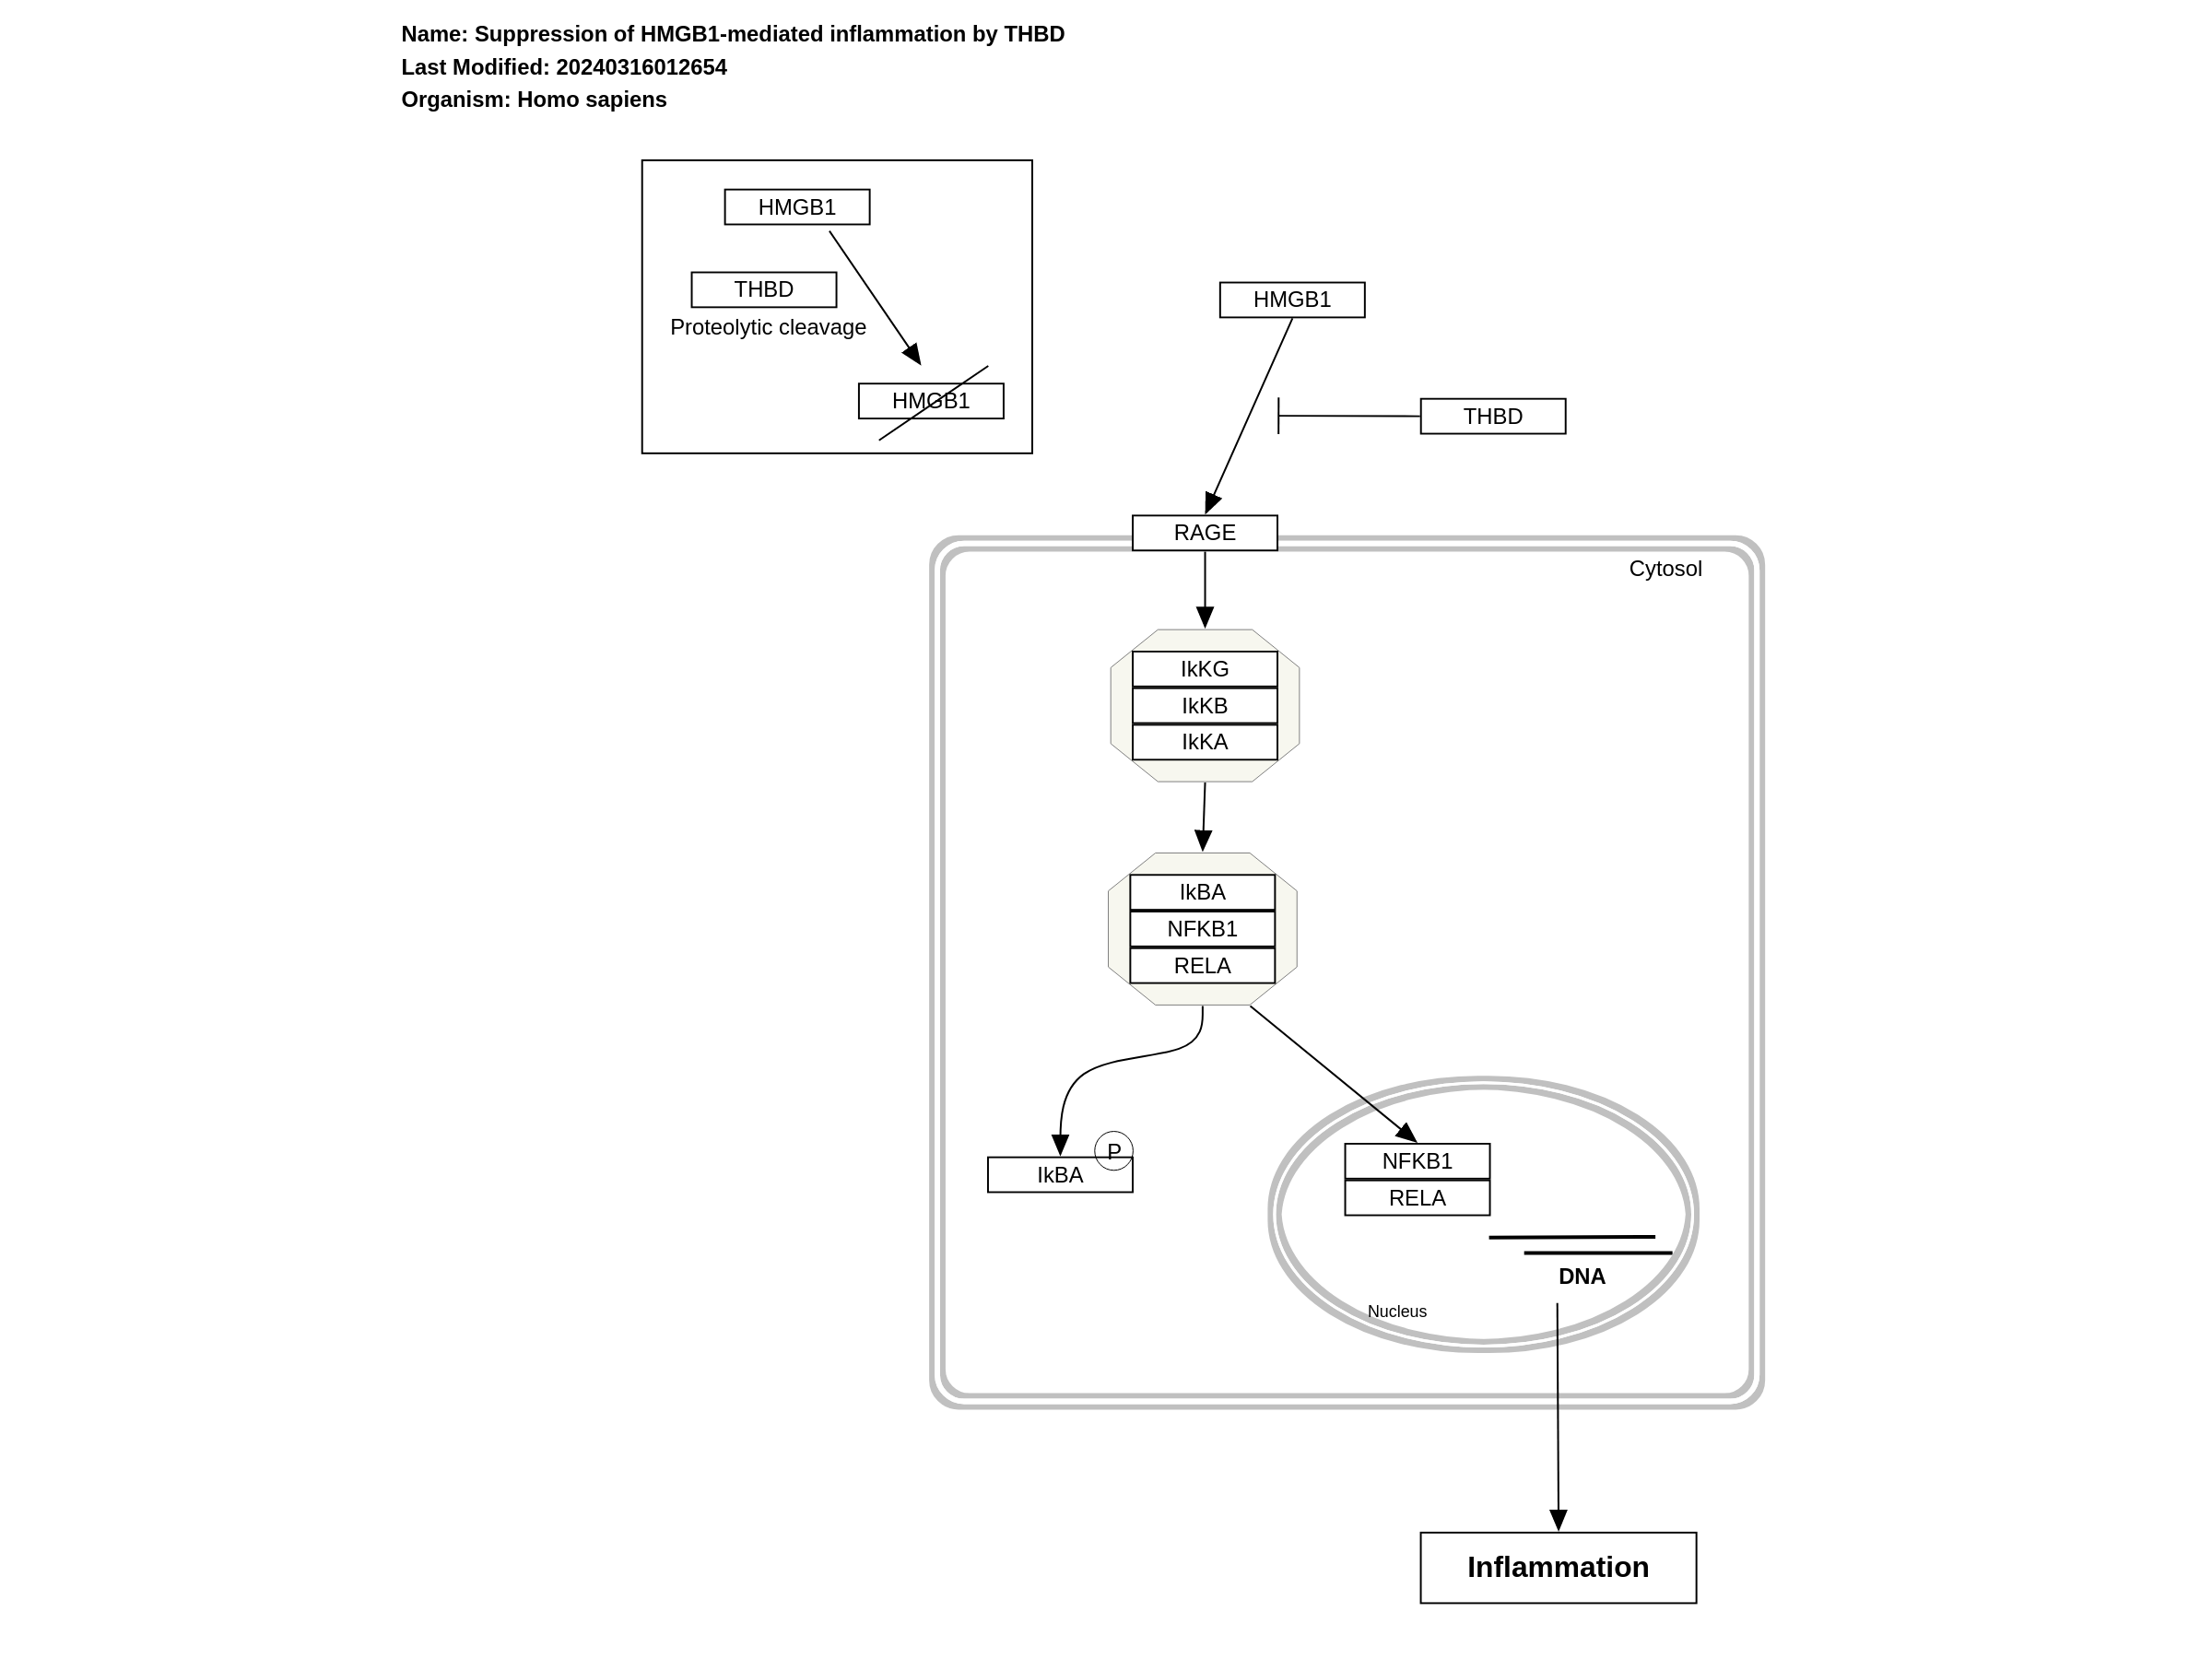 Name: Suppression of HMGB1-mediated inflammation by THBD
Last Modified: 20240316012654
Organism: Homo sapiens
HMGB1
THBD
Proteolytic cleavage
HMGB1
HMGB1
THBD
RAGE
Cytosol
IkKG
IkKB
IkKA
IkBA
NFKB1
RELA
P
IkBA
NFKB1
RELA
DNA
Nucleus
Inflammation